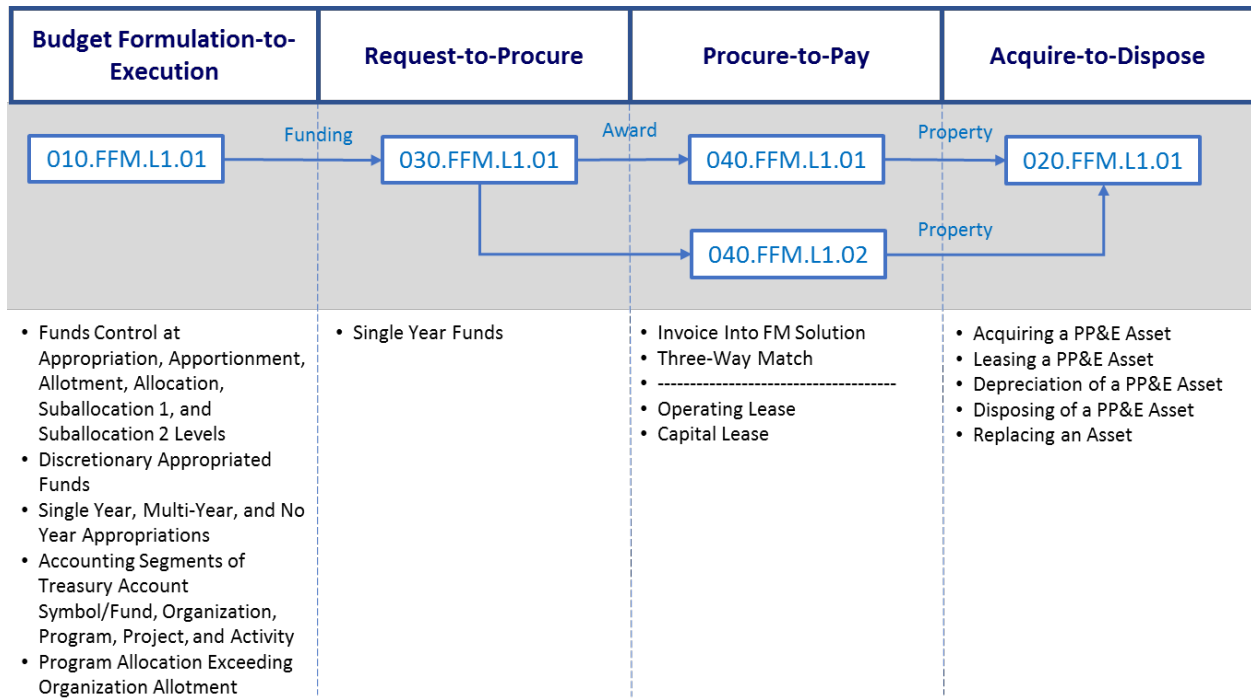 Budget Formulation-to-
Execution
Request-to-Procure
Procure-to-Pay
Acquire-to-Dispose
Funding
Award
Property
010.FFM.L1.01
030.FFM.L1.01
040.FFM.L1.01
020.FFM.L1.01
Property
040.FFM.L1.02
• Funds Control at
Appropriation, Apportionment,
Allotment, Allocation,
Suballocation 1, and
Suballocation 2 Levels
• Discretionary Appropriated
Funds
• Single Year, Multi-Year, and No
Year Appropriations
• Accounting Segments of
Treasury Account
Symbol/Fund, Organization,
Program, Project, and Activity
• Program Allocation Exceeding
Organization Allotment
• Single Year Funds
• Invoice Into FM Solution
• Three-Way Match
• -------------------------------------
• Operating Lease
• Capital Lease
• Acquiring a PP&E Asset
• Leasing a PP&E Asset
• Depreciation of a PP&E Asset
• Disposing of a PP&E Asset
• Replacing an Asset